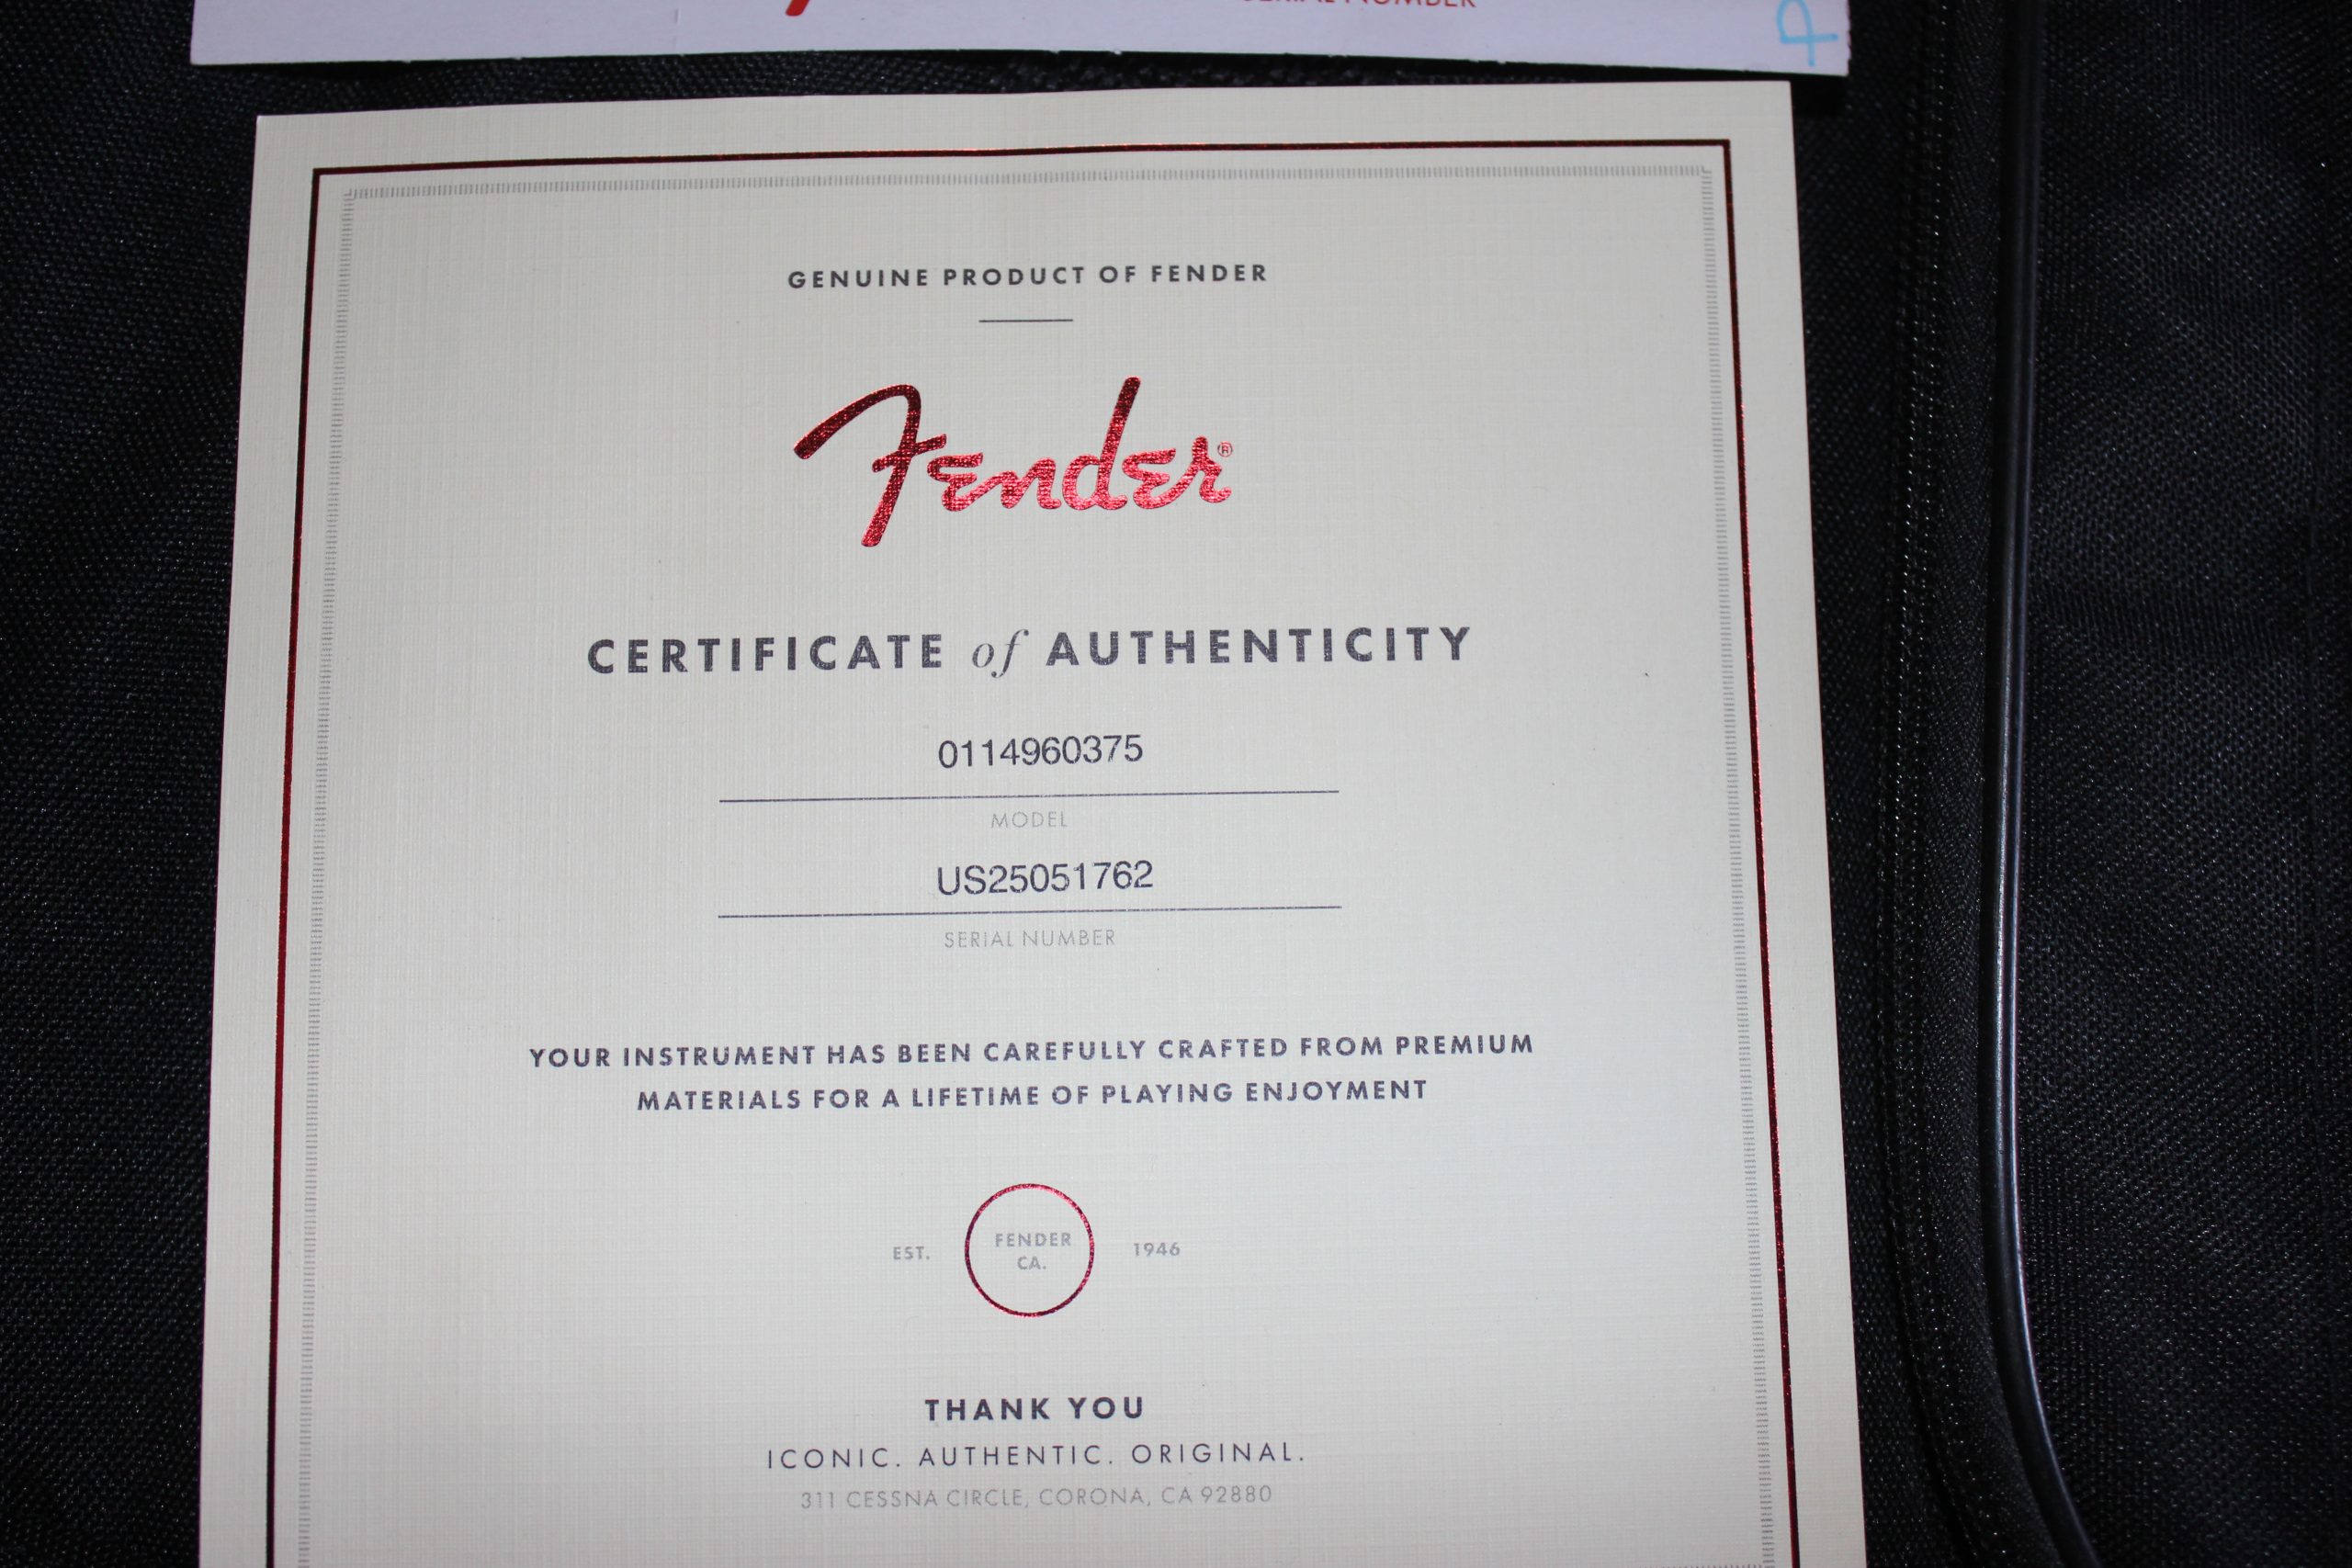 SERIAL NUMBER
GENUINE PRODUCT OF FENDER
Fender®
CERTIFICATE of AUTHENTICITY
0114960375
MODEL
US25051762
SERIAL NUMBER
YOUR INSTRUMENT HAS BEEN CAREFULLY CRAFTED FROM PREMIUM
MATERIALS FOR A LIFETIME OF PLAYING ENJOYMENT
EST. FENDER CA. 1946
THANK YOU
ICONIC. AUTHENTIC. ORIGINAL.
311 CESSNA CIRCLE, CORONA, CA 92880